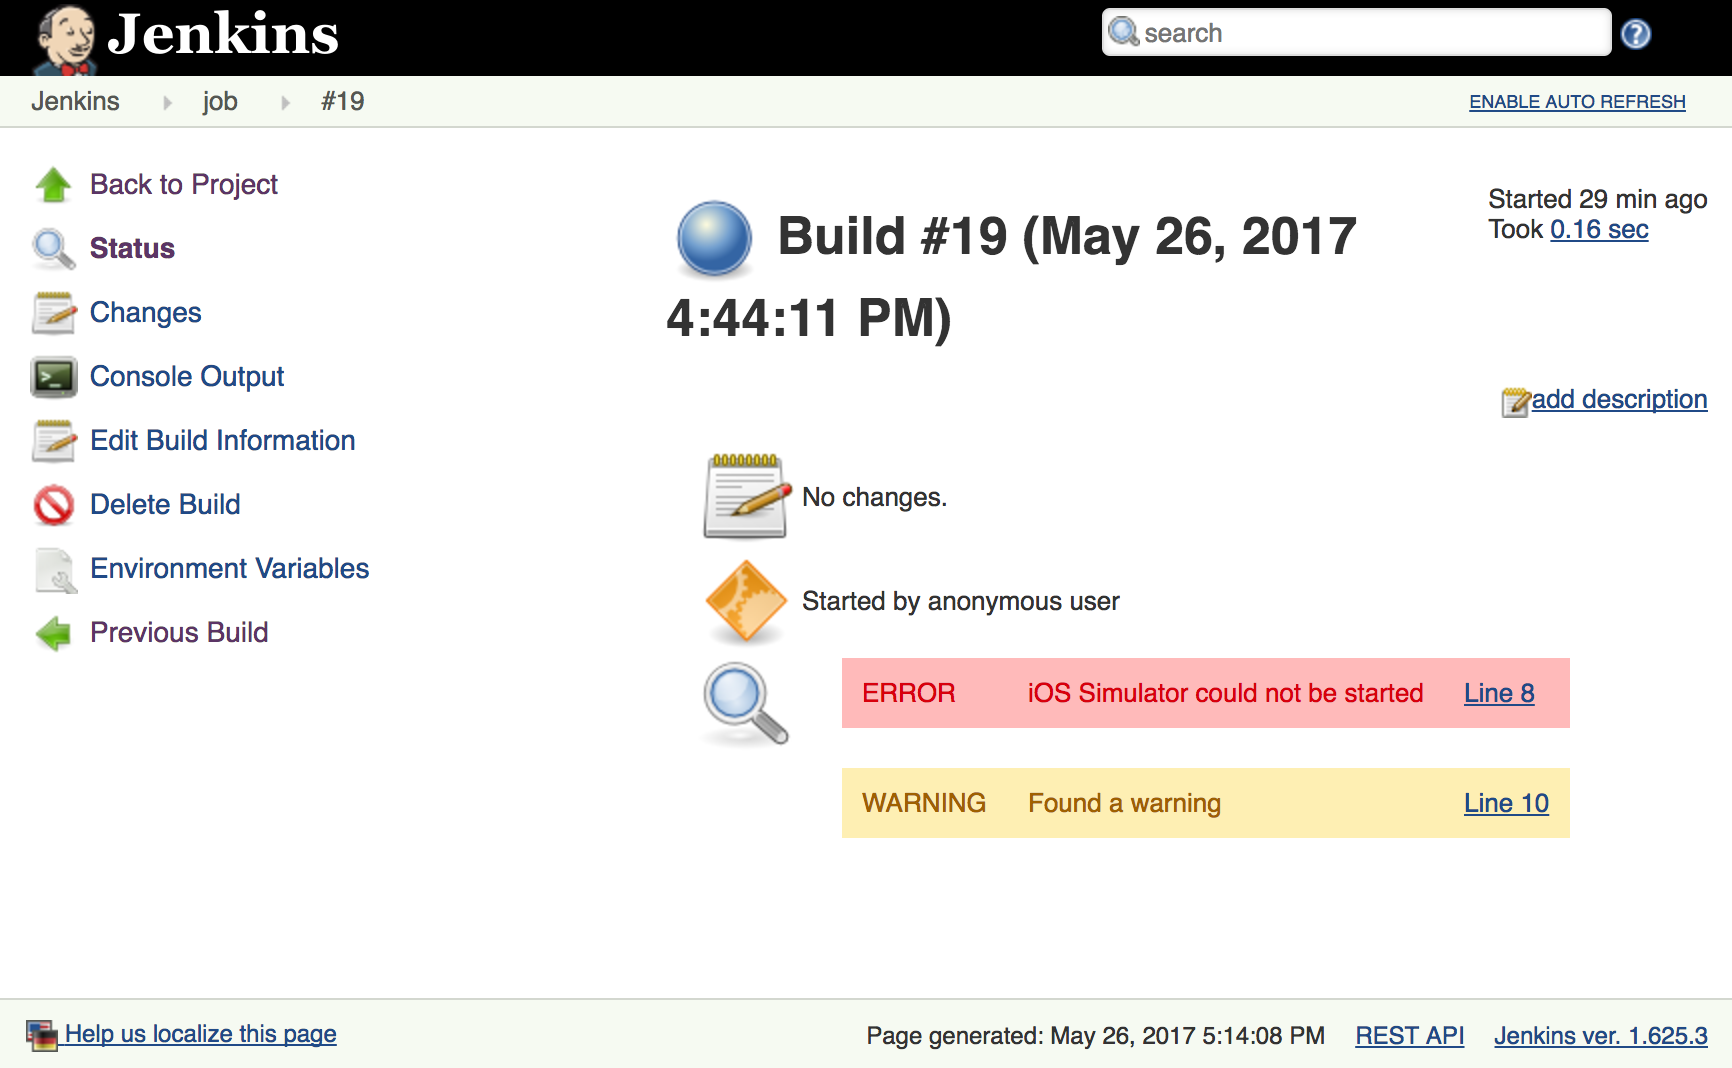 Jenkins
search
Jenkins job #19
ENABLE AUTO REFRESH
Back to Project
Status
Changes
Console Output
Edit Build Information
Delete Build
Environment Variables
Previous Build
Build #19 (May 26, 2017
4:44:11 PM)
Started 29 min ago
Took 0.16 sec
add description
No changes.
Started by anonymous user
ERROR iOS Simulator could not be started Line 8
WARNING Found a warning Line 10
Help us localize this page
Page generated: May 26, 2017 5:14:08 PM REST API Jenkins ver. 1.625.3